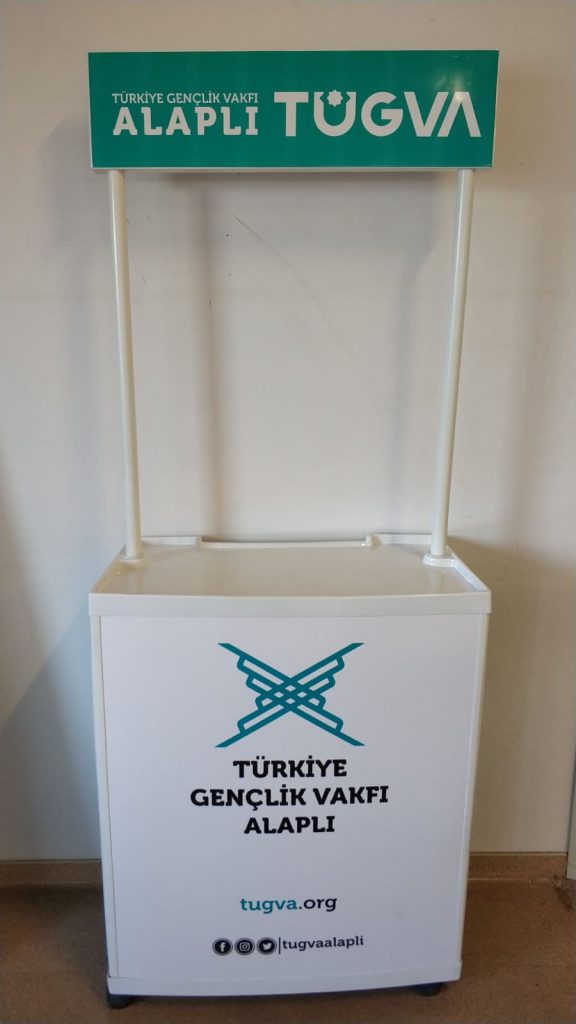 TÜRKİYE GENÇLİK VAKFI
ALAPLI
TÜGVA
TÜRKİYE
GENÇLİK VAKFI
ALAPLI
tugva.org
tugvaalapli